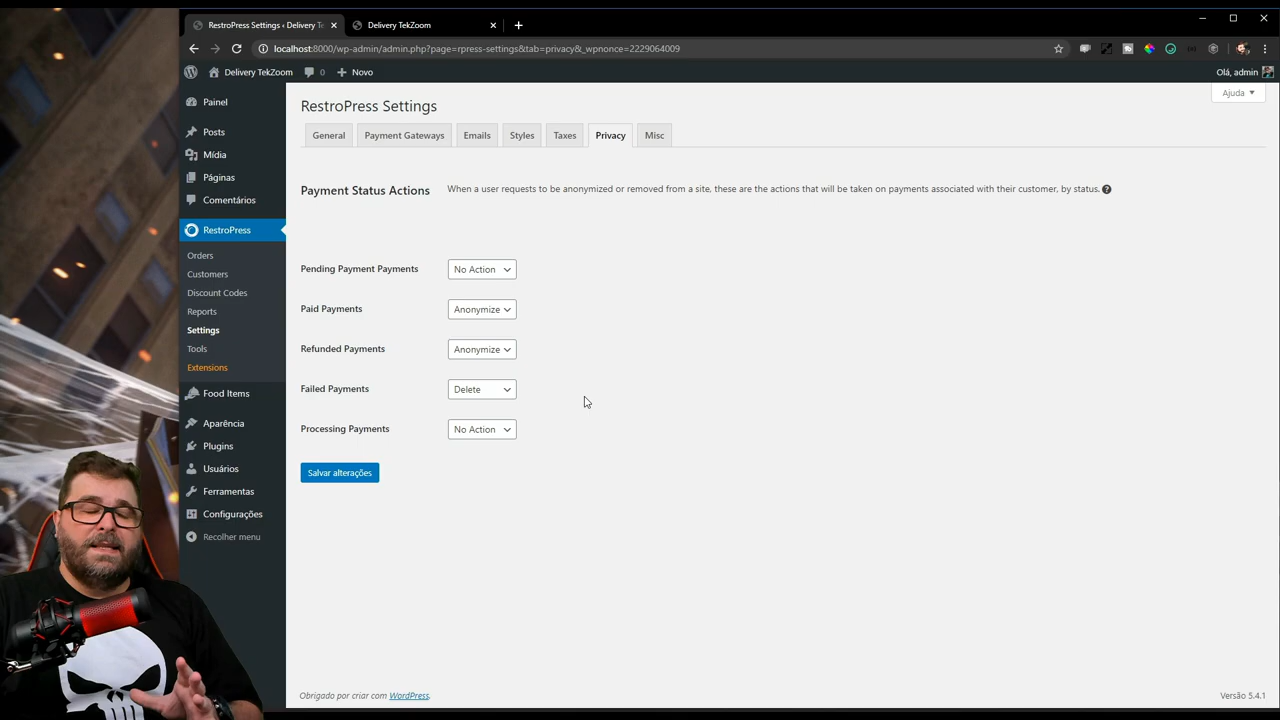 RestroPress Settings ‹ Delivery Te
Delivery TekZoom
localhost:8000/wp-admin/admin.php?page=rpress-settings&tab=privacy&_wpnonce=2229064009
Delivery TekZoom
0
Novo
Olá, admin
Ajuda
Painel
Posts
Mídia
Páginas
Comentários
RestroPress
Orders
Customers
Discount Codes
Reports
Settings
Tools
Extensions
Food Items
Aparência
Plugins
Usuários
Ferramentas
Configurações
Recolher menu
RestroPress Settings
General
Payment Gateways
Emails
Styles
Taxes
Privacy
Misc
Payment Status Actions
When a user requests to be anonymized or removed from a site, these are the actions that will be taken on payments associated with their customer, by status.
Pending Payment Payments
No Action
Paid Payments
Anonymize
Refunded Payments
Anonymize
Failed Payments
Delete
Processing Payments
No Action
Salvar alterações
Obrigado por criar com WordPress.
Versão 5.4.1